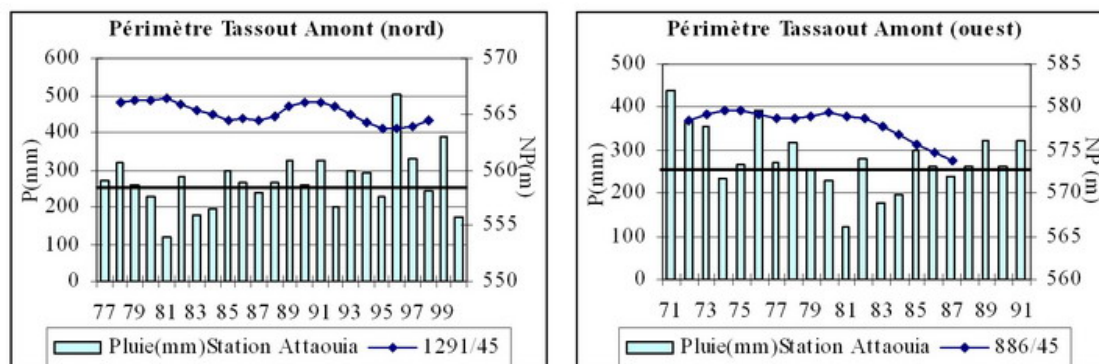 Périmètre Tassout Amont (nord)
P(mm)
600
500
400
300
200
100
0
570
565
560
555
550
NP(m)
77 79 81 83 85 87 89 91 93 95 97 99
Pluie(mm)Station Attaouia 1291/45
Périmètre Tassaout Amont (ouest)
P(mm)
500
400
300
200
100
0
585
580
575
570
565
560
NP (m)
71 73 75 77 79 81 83 85 87 89 91
Pluie(mm)Station Attaouia 886/45